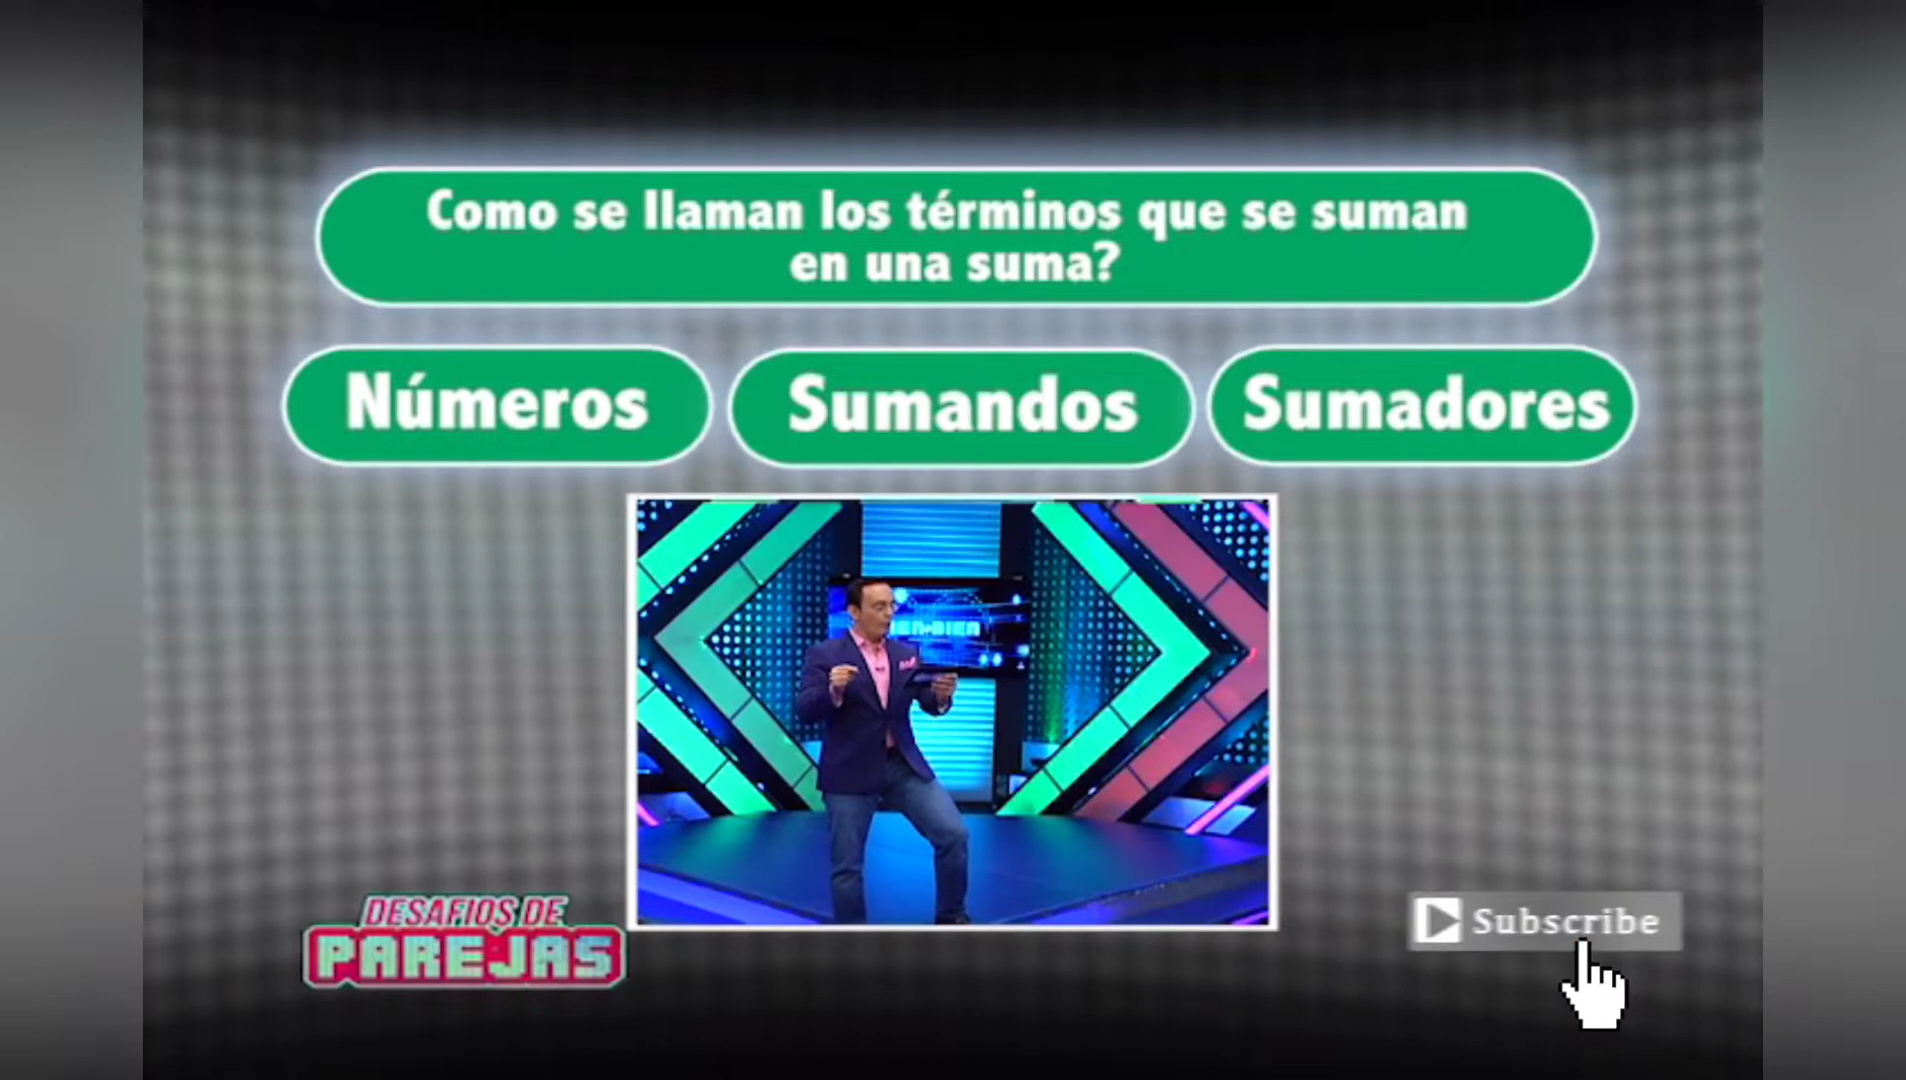 Como se llaman los términos que se suman
en una suma?
Números
Sumandos
Sumadores
DESAFIOS DE
PAREJAS
Subscribe